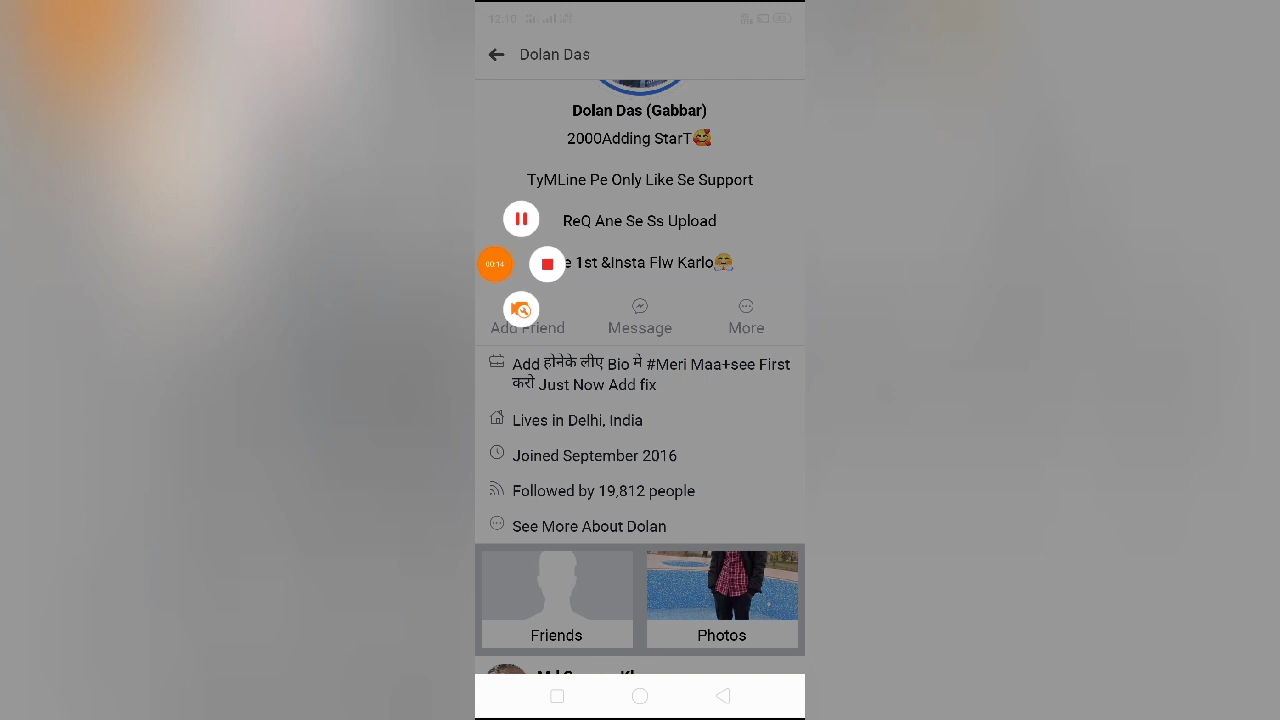 12:10
Dolan Das
Dolan Das (Gabbar)
2000Adding StarT🥰
TyMLine Pe Only Like Se Support
ReQ Ane Se Ss Upload
1st &Insta Flw Karlo🤗
00:14
Add Friend
Message
More
Add होनेके लीए Bio मे #Meri Maa+see First
करो Just Now Add fix
Lives in Delhi, India
Joined September 2016
Followed by 19,812 people
See More About Dolan
Friends
Photos